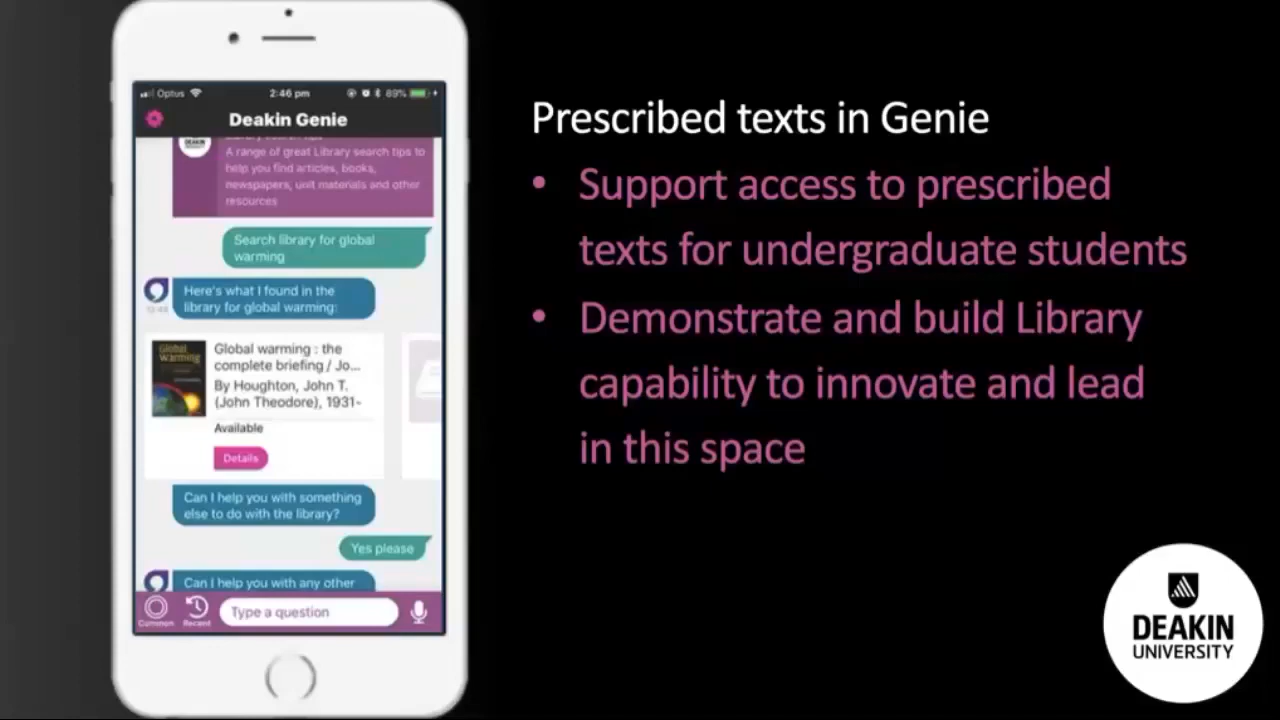 Optus 2:46 pm 89%
Deakin Genie
DEAKIN
A range of great Library search tips to
help you find articles, books,
newspapers, unit materials and other
resources
Search library for global
warming
Here's what I found in the
library for global warming:
Global Warming
Global warming : the
complete briefing / Jo...
By Houghton, John T.
(John Theodore), 1931-
Available
Details
Can I help you with something
else to do with the library?
Yes please
Can I help you with any other
Common
Recent
Type a question
Prescribed texts in Genie
• Support access to prescribed
texts for undergraduate students
• Demonstrate and build Library
capability to innovate and lead
in this space
DEAKIN
UNIVERSITY